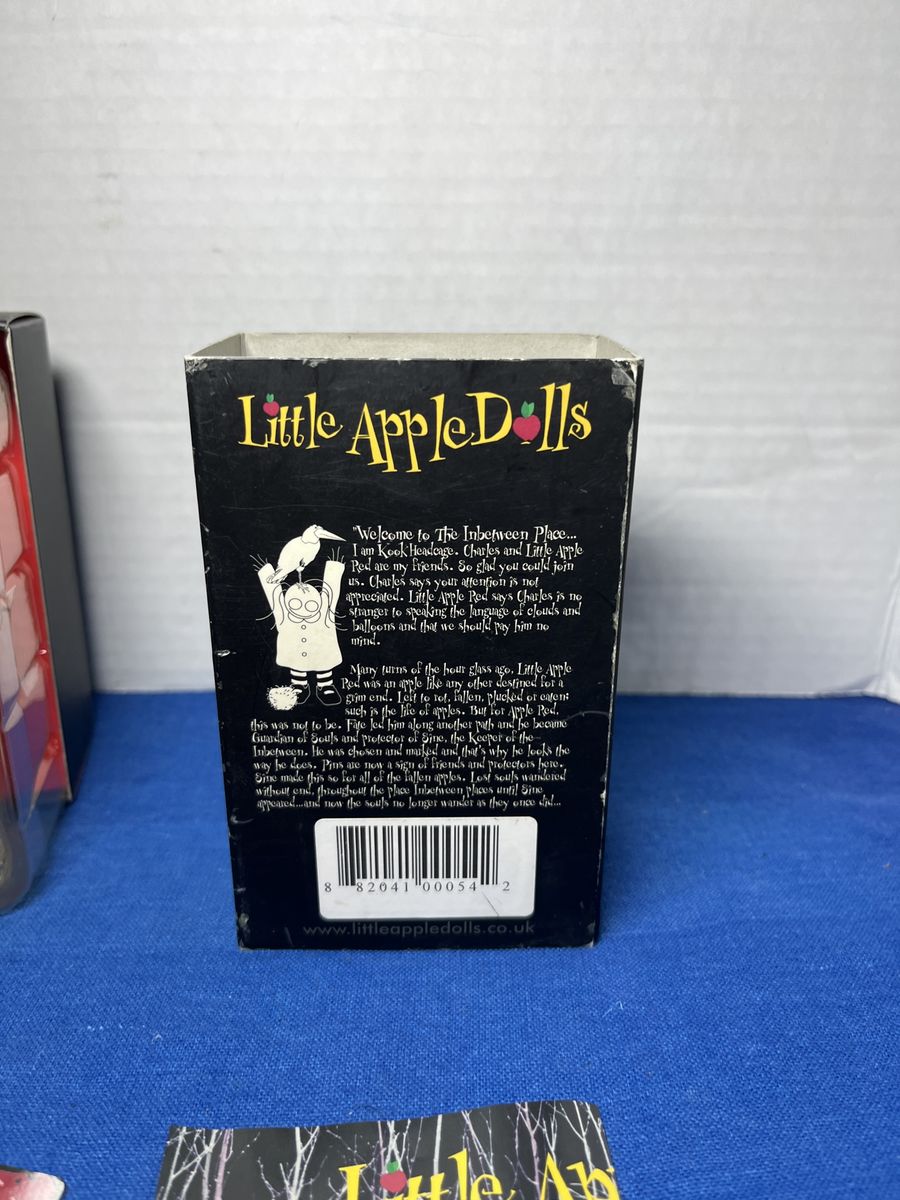 Little Apple Dolls
"Welcome to The Inbetween Place...
I am Kook Headcage. Charles and Little Apple
Red are my friends. So glad you could join
us. Charles says your attention is not
appreciated. Little Apple Red says Charles is no
stranger to speaking the language of clouds and
balloons and that we should pay him no
mind.
Many turns of the hour glass ago, Little Apple
Red was an apple like any other destined for a
grim end. Left to rot, fallen, plucked or eaten;
such is the life of apples. But for Apple Red,
this was not to be. Fate led him along another path and he became
Guardian of Souls and protector of Sine, the Keeper of the
Inbetween. He was chosen and marked and that's why he looks the
way he does. Pins are now a sign of friends and protectors here.
Sine made this so for all of the fallen apples. Lost souls wandered
without end, throughout the place Inbetween places until Sine
appeared...and now the souls no longer wander as they once did...
8 82041 00054 2
www.littleappledolls.co.uk
Little Ap